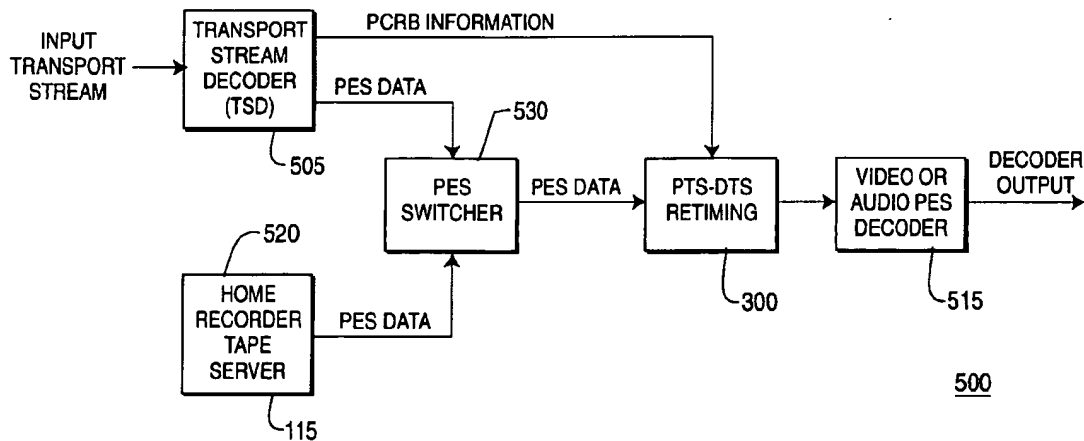 INPUT
TRANSPORT
STREAM
TRANSPORT
STREAM
DECODER
(TSD)
505
PCRB INFORMATION
PES DATA
530
PES
SWITCHER
PES DATA
PTS-DTS
RETIMING
300
VIDEO OR
AUDIO PES
DECODER
515
DECODER
OUTPUT
520
HOME
RECORDER
TAPE
SERVER
115
PES DATA
500